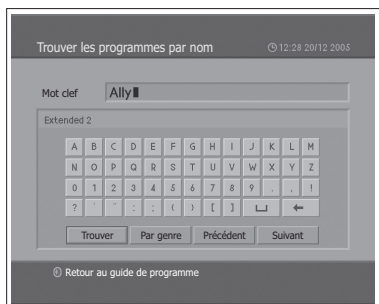 Trouver les programmes par nom 12:28 20/12 2005
Mot clef Ally
Extended 2
A B C D E F G H I J K L M
N O P Q R S T U V W X Y Z
0 1 2 3 4 5 6 7 8 9 . , !
? ' " : ; ( ) [ ]
Trouver Par genre Précédent Suivant
Retour au guide de programme